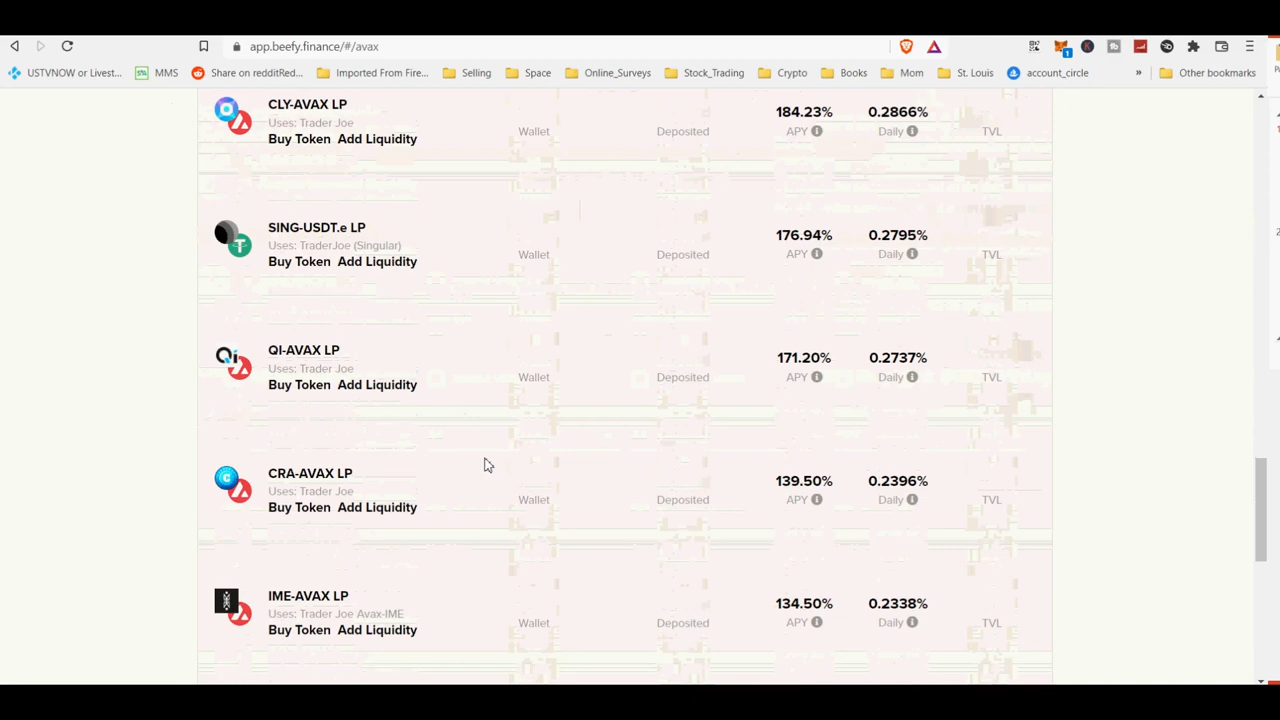 app.beefy.finance/#/avax
USTVNOW or Livest... MMS Share on redditRed... Imported From Fire... Selling Space Online_Surveys Stock_Trading Crypto Books Mom St. Louis account_circle » Other bookmarks
CLY-AVAX LP
Uses: Trader Joe
Buy Token Add Liquidity
Wallet
Deposited
184.23%
APY
0.2866%
Daily
TVL
SING-USDT.e LP
Uses: TraderJoe (Singular)
Buy Token Add Liquidity
Wallet
Deposited
176.94%
APY
0.2795%
Daily
TVL
QI-AVAX LP
Uses: Trader Joe
Buy Token Add Liquidity
Wallet
Deposited
171.20%
APY
0.2737%
Daily
TVL
CRA-AVAX LP
Uses: Trader Joe
Buy Token Add Liquidity
Wallet
Deposited
139.50%
APY
0.2396%
Daily
TVL
IME-AVAX LP
Uses: Trader Joe Avax-IME
Buy Token Add Liquidity
Wallet
Deposited
134.50%
APY
0.2338%
Daily
TVL